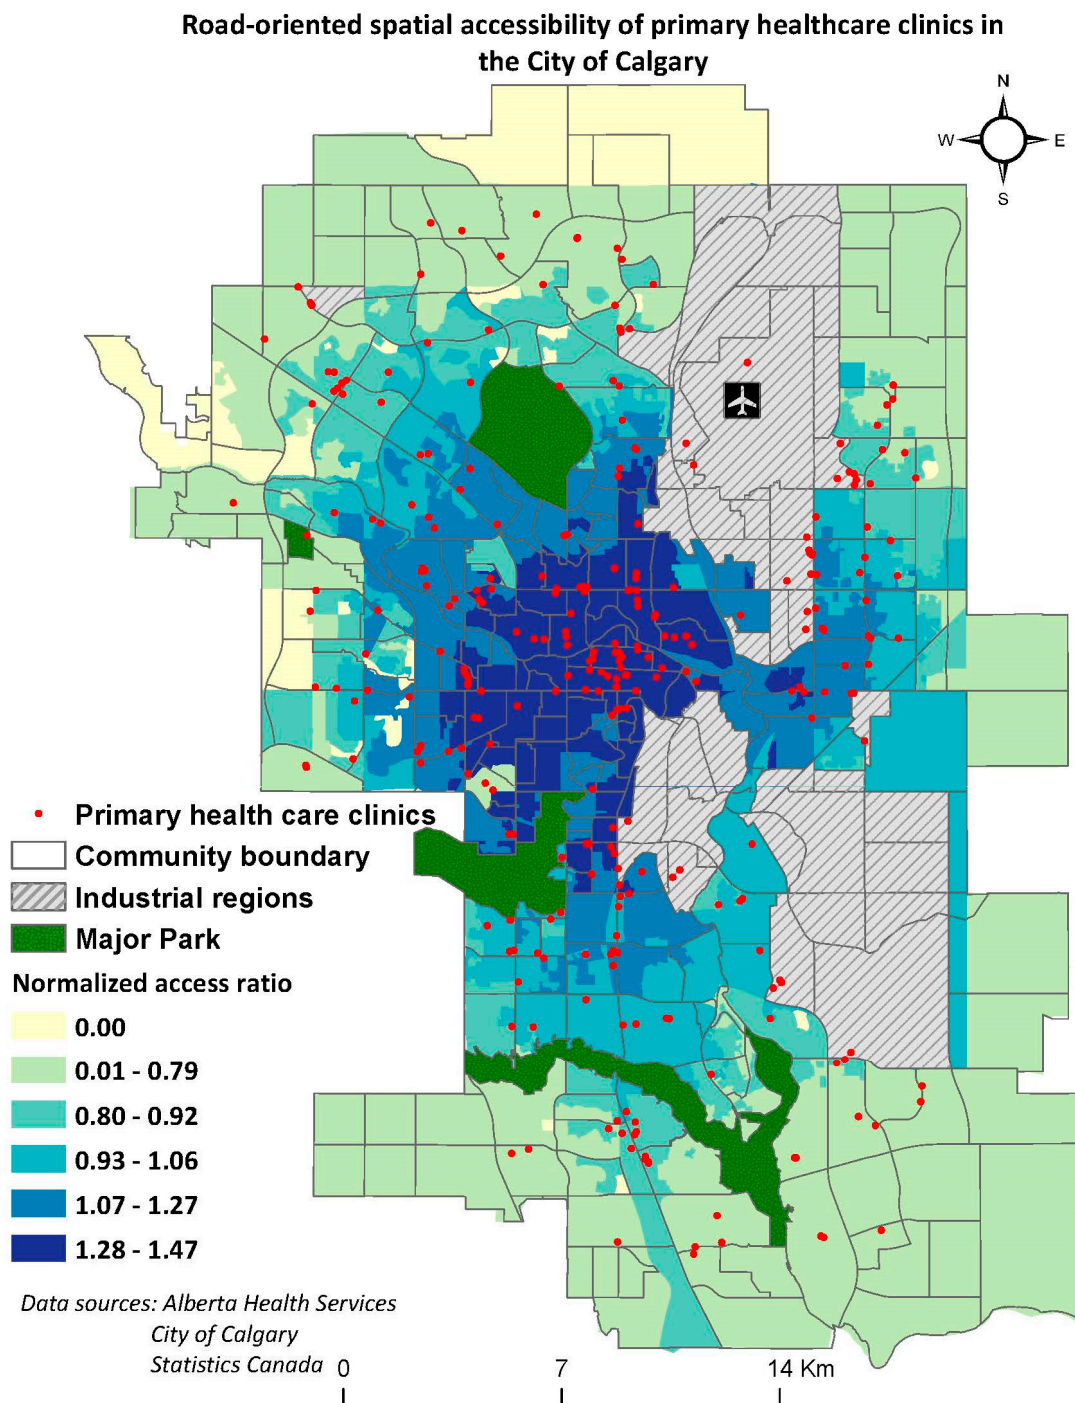 Road-oriented spatial accessibility of primary healthcare clinics in
the City of Calgary
N
W E
S
Primary health care clinics
Community boundary
Industrial regions
Major Park
Normalized access ratio
0.00
0.01 - 0.79
0.80 - 0.92
0.93 - 1.06
1.07 - 1.27
1.28 - 1.47
Data sources: Alberta Health Services
City of Calgary
Statistics Canada
0 7 14 Km